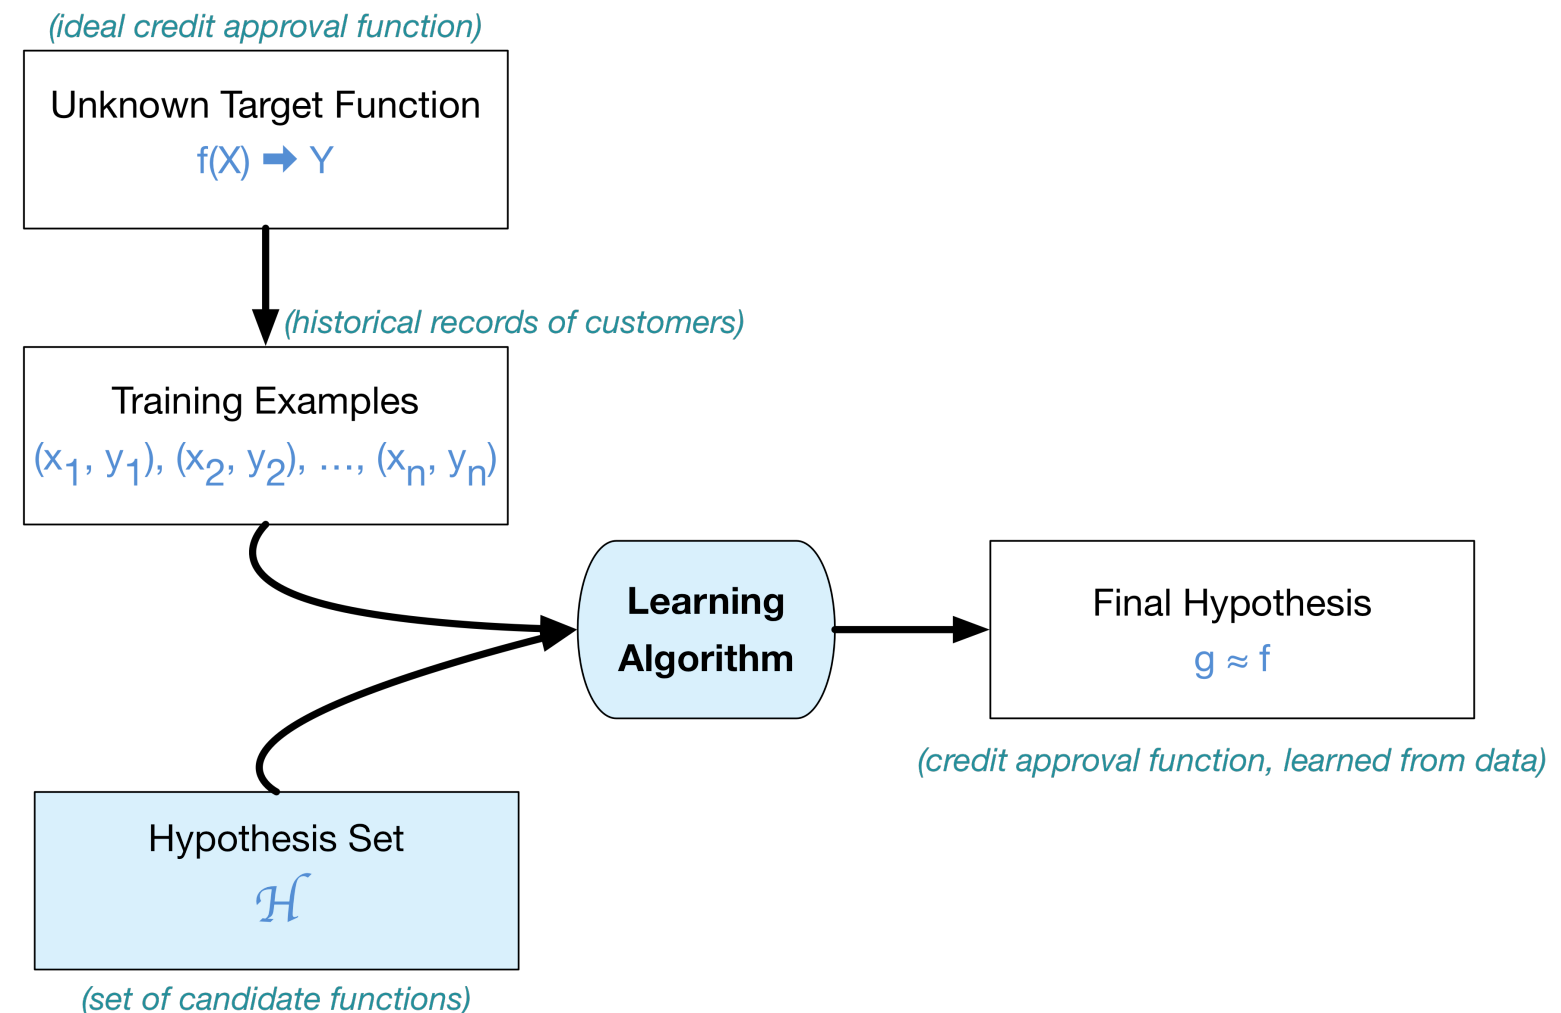 (ideal credit approval function)
Unknown Target Function
f(X) ➡ Y
(historical records of customers)
Training Examples
(x₁, y₁), (x₂, y₂), …, (xₙ, yₙ)
Learning
Algorithm
Final Hypothesis
g ≈ f
(credit approval function, learned from data)
Hypothesis Set
ℋ
(set of candidate functions)